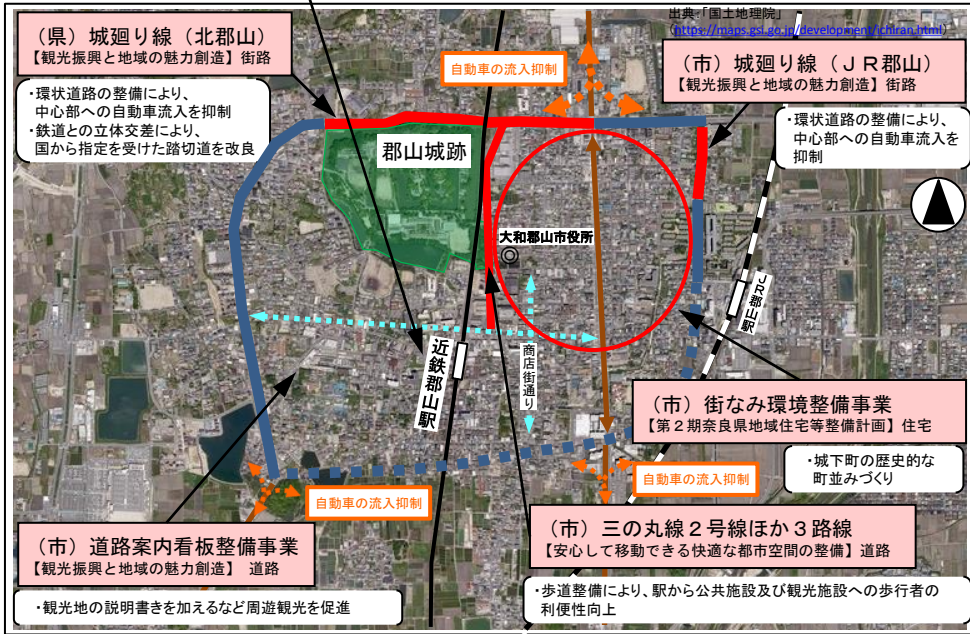 出典:「国土地理院」
(https://maps.gsi.go.jp/development/ichiran.html)
(県)城廻り線(北郡山)
【観光振興と地域の魅力創造】街路
・環状道路の整備により、
中心部への自動車流入を抑制
・鉄道との立体交差により、
国から指定を受けた踏切道を改良
自動車の流入抑制
(市)城廻り線(JR郡山)
【観光振興と地域の魅力創造】街路
・環状道路の整備により、
中心部への自動車流入を
抑制
郡山城跡
大和郡山市役所
JR郡山駅
近鉄郡山駅
商店街通り
(市)街なみ環境整備事業
【第2期奈良県地域住宅等整備計画】住宅
・城下町の歴史的な
町並みづくり
自動車の流入抑制
自動車の流入抑制
(市)道路案内看板整備事業
【観光振興と地域の魅力創造】 道路
・観光地の説明書きを加えるなど周遊観光を促進
(市)三の丸線2号線ほか3路線
【安心して移動できる快適な都市空間の整備】道路
・歩道整備により、駅から公共施設及び観光施設への歩行者の
利便性向上